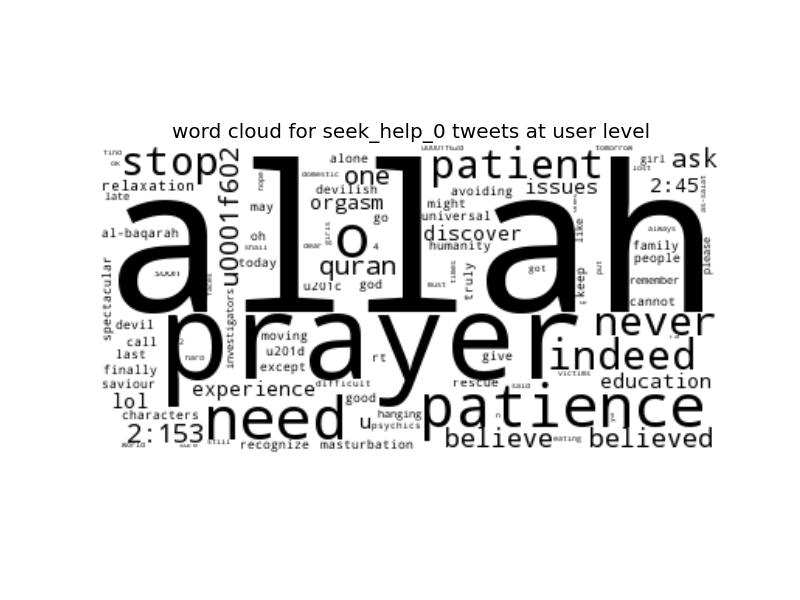 word cloud for seek_help_0 tweets at user level
find
ok
stop
u0001f602
nope
alone
domestic
one
devilish
orgasm
patient
tomorrow
girl
lost
ask
2:45
as-salat
relaxation
late
may
go
avoiding
issues
might
universal
like
allah
al-baqarah
oh
shall
girls
o
dear
4
discover
humanity
always
family
people
please
spectacular
soon
today
quran
u201c
god
must
times
truly
got
keep
put
remember
cannot
investigators
prayer
never
devil
call
last
finally
saviour
moving
u201d
except
rt
give
indeed
victims
lol
experience
difficult
good
rescue
said
education
characters
2:153
need
u
hanging
psychics
patience
world
still
recognize
masturbation
believe
eating
believed